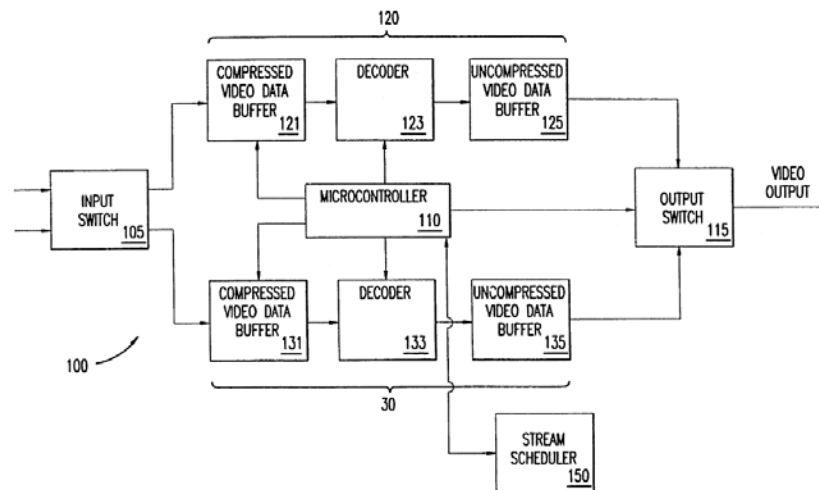 120
COMPRESSED
VIDEO DATA
BUFFER
121
DECODER
123
UNCOMPRESSED
VIDEO DATA
BUFFER
125
INPUT
SWITCH
105
MICROCONTROLLER
110
OUTPUT
SWITCH
115
VIDEO
OUTPUT
COMPRESSED
VIDEO DATA
BUFFER
131
DECODER
133
UNCOMPRESSED
VIDEO DATA
BUFFER
135
100
30
STREAM
SCHEDULER
150